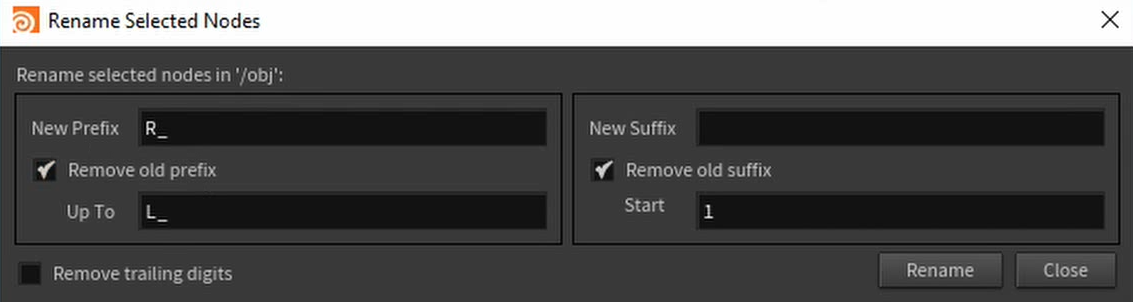 Rename Selected Nodes
Rename selected nodes in '/obj':
New Prefix R_
Remove old prefix
Up To L_
New Suffix
Remove old suffix
Start 1
Remove trailing digits
Rename Close